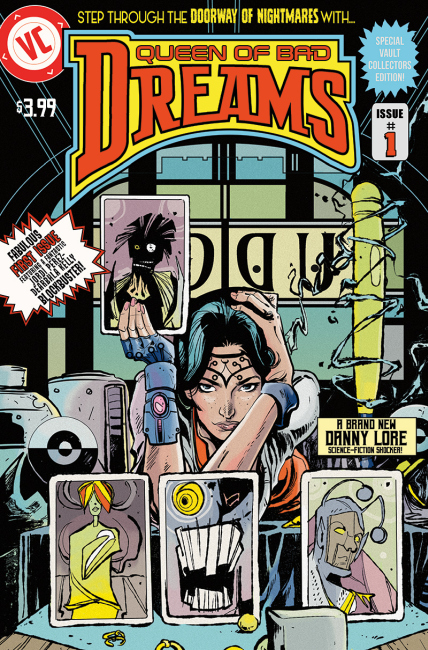 STEP THROUGH THE DOORWAY OF NIGHTMARES WITH...
VC
$3.99
QUEEN OF BAD
DREAMS
SPECIAL
VAULT
COLLECTORS
EDITION!
ISSUE
#
1
FABULOUS
FIRST ISSUE
BLOCKBUSTER!
A BRAND NEW
DANNY LORE
SCIENCE-FICTION SHOCKER!